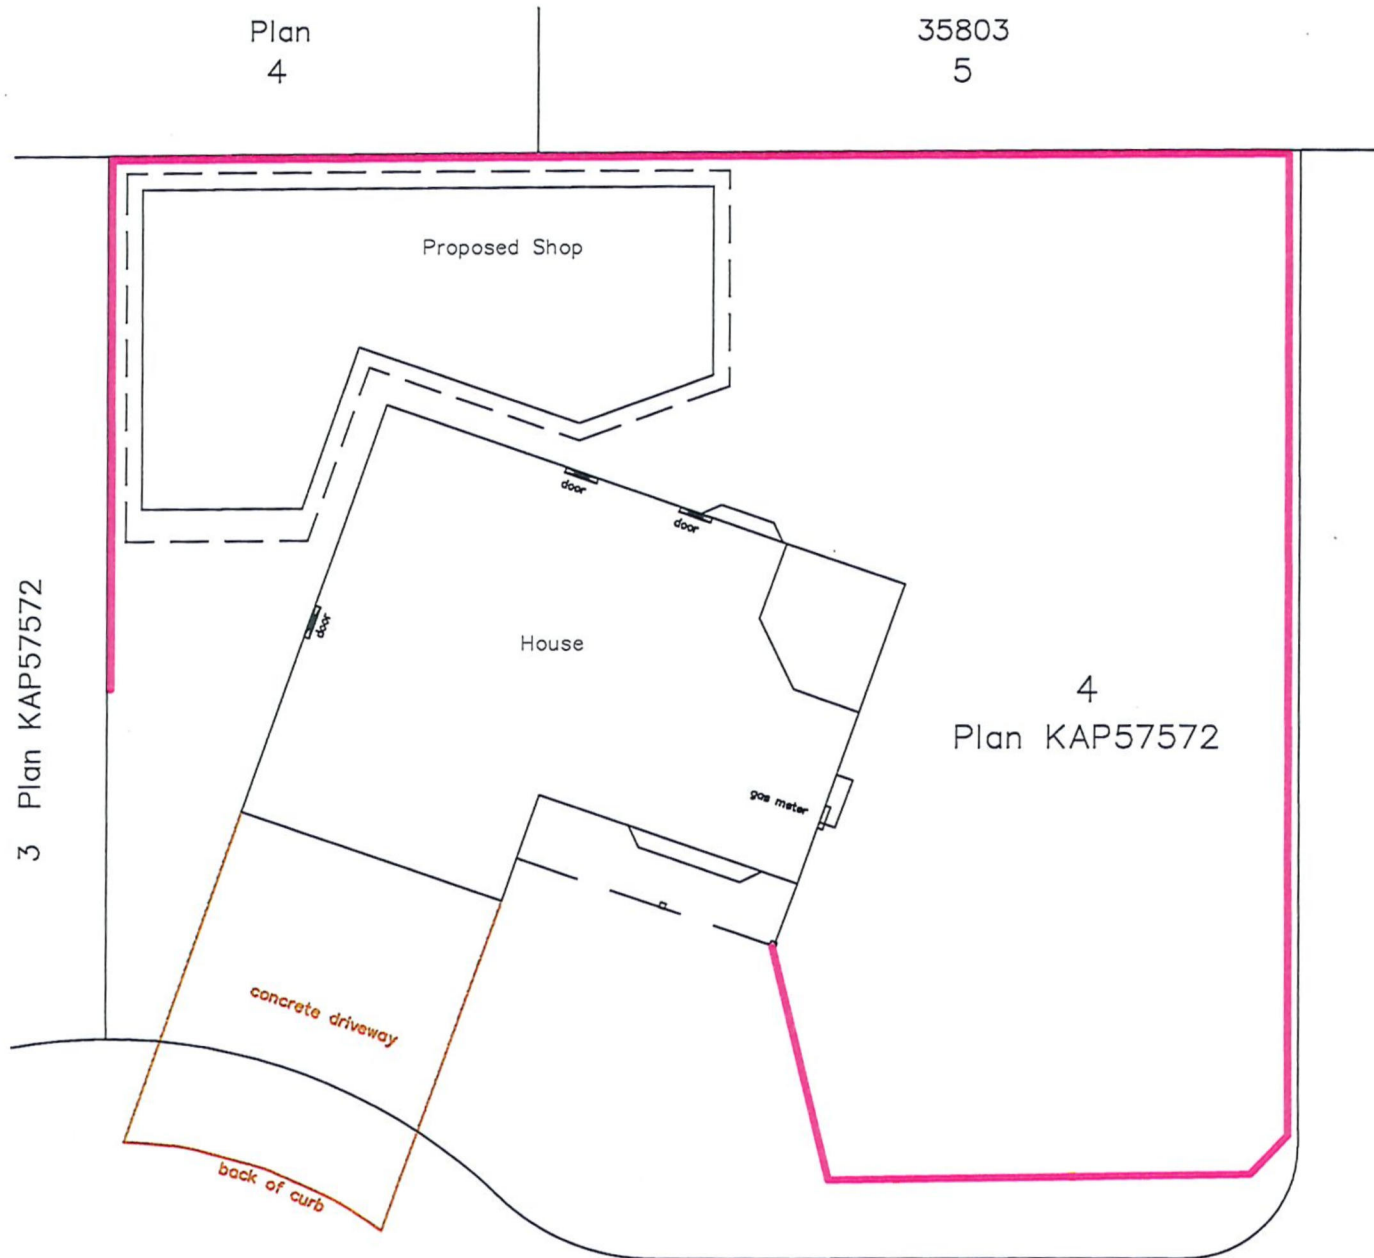 Plan
4
35803
5
Proposed Shop
door
door
door
House
3 Plan KAP57572
4
Plan KAP57572
gas meter
concrete driveway
back of curb